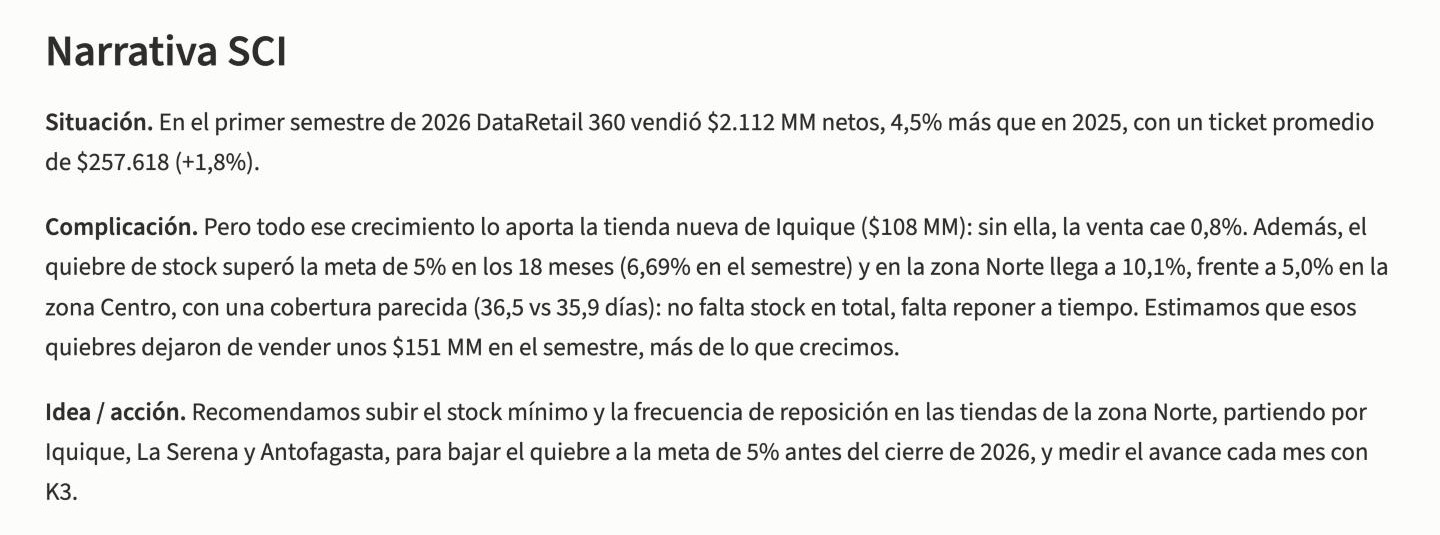 Narrativa SCI
Situación. En el primer semestre de 2026 DataRetail 360 vendió $2.112 MM netos, 4,5% más que en 2025, con un ticket promedio
de $257.618 (+1,8%).
Complicación. Pero todo ese crecimiento lo aporta la tienda nueva de Iquique ($108 MM): sin ella, la venta cae 0,8%. Además, el
quiebre de stock superó la meta de 5% en los 18 meses (6,69% en el semestre) y en la zona Norte llega a 10,1%, frente a 5,0% en la
zona Centro, con una cobertura parecida (36,5 vs 35,9 días): no falta stock en total, falta reponer a tiempo. Estimamos que esos
quiebres dejaron de vender unos $151 MM en el semestre, más de lo que crecimos.
Idea / acción. Recomendamos subir el stock mínimo y la frecuencia de reposición en las tiendas de la zona Norte, partiendo por
Iquique, La Serena y Antofagasta, para bajar el quiebre a la meta de 5% antes del cierre de 2026, y medir el avance cada mes con
K3.